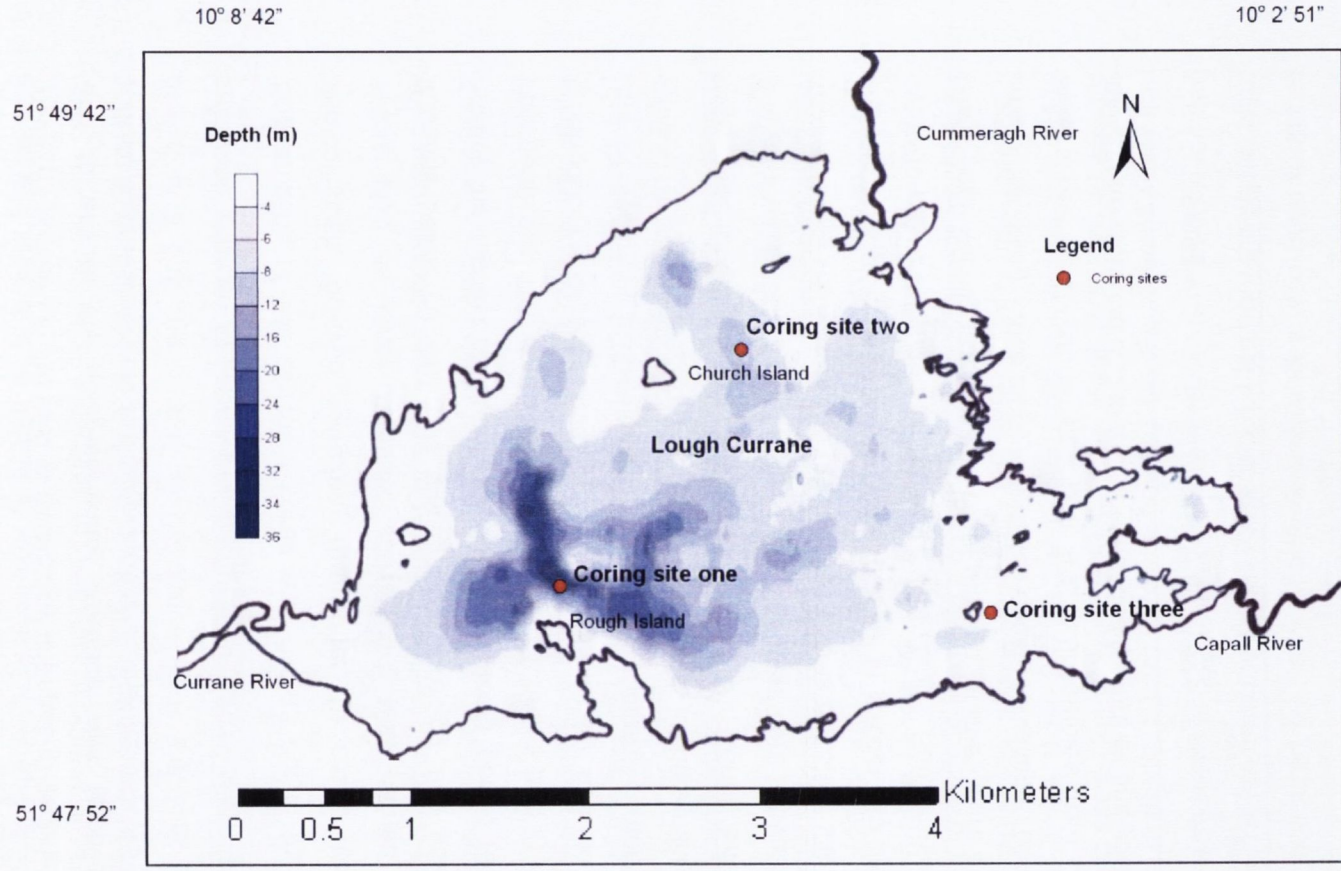 10° 8' 42"
10° 2' 51"
51° 49' 42"
N
Cummeragh River
Depth (m)
-4
-6
-8
-12
-16
-20
-24
-28
-32
-34
-36
Legend
Coring sites
Coring site two
Church Island
Lough Currane
Coring site one
Rough Island
Coring site three
Capall River
Currane River
51° 47' 52"
Kilometers
0 0.5 1 2 3 4